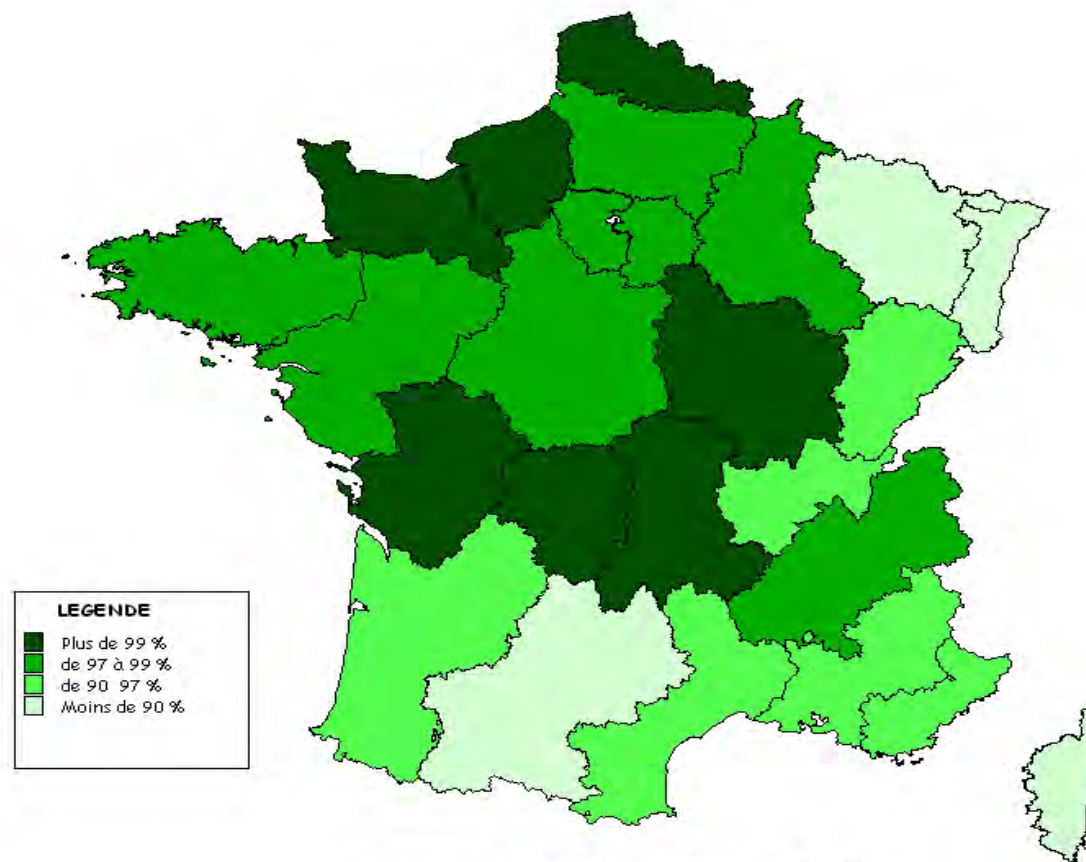 LEGENDE
Plus de 99 %
de 97 à 99 %
de 90 97 %
Moins de 90 %